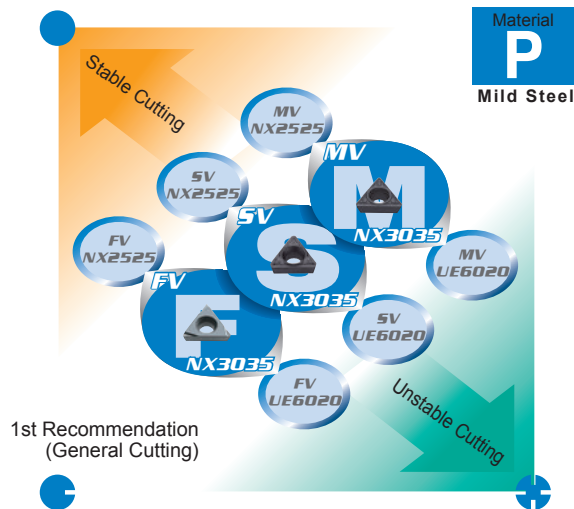 Material
P
Mild Steel
Stable Cutting
MV
NX2525
SV
NX2525
FV
NX2525
MV
M
NX3035
SV
S
NX3035
FV
F
NX3035
MV
UE6020
SV
UE6020
FV
UE6020
Unstable Cutting
1st Recommendation
(General Cutting)